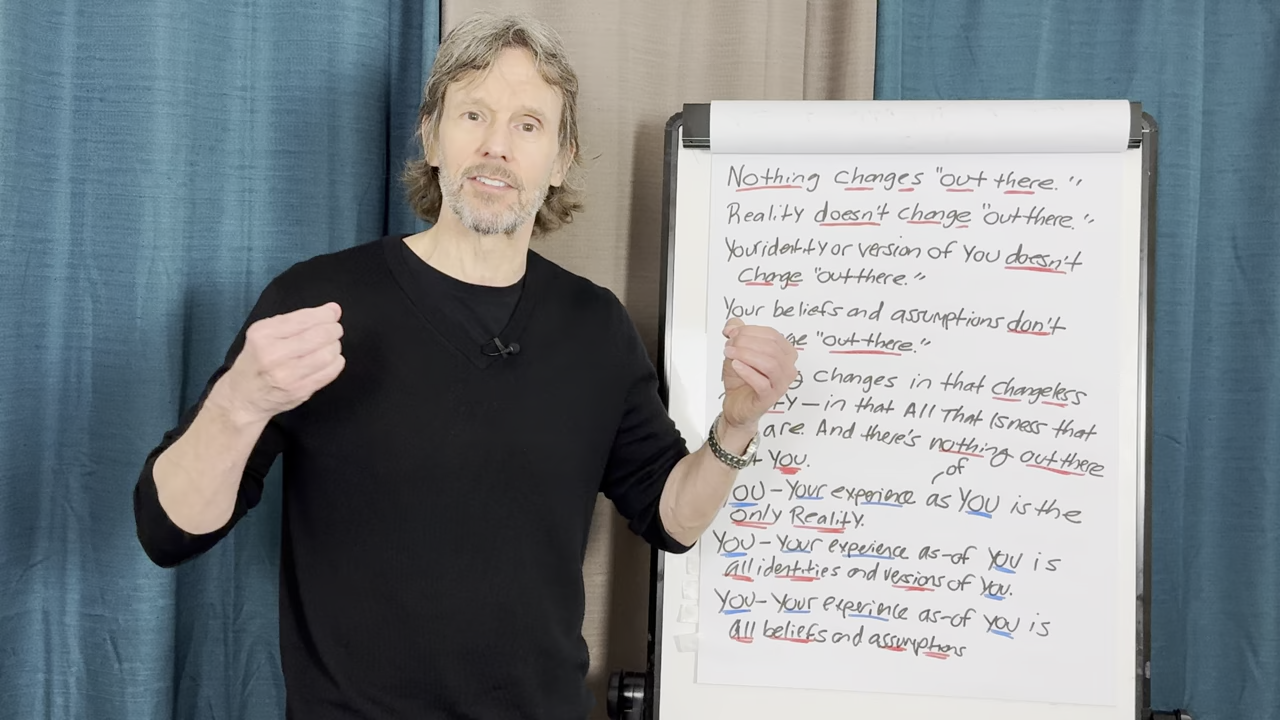 Nothing changes "out there."
Reality doesn't change "out there."
Your identity or version of You doesn't
change "out there."
Your beliefs and assumptions don't
"out there."
changes in that changeless
— in that All That Isness that
are. And there's nothing out there
YOU.
of
YOU – Your experience as YOU is the
Only Reality.
YOU – Your experience as-of YOU is
all identities and versions of YOU.
YOU – Your experience as-of YOU is
all beliefs and assumptions